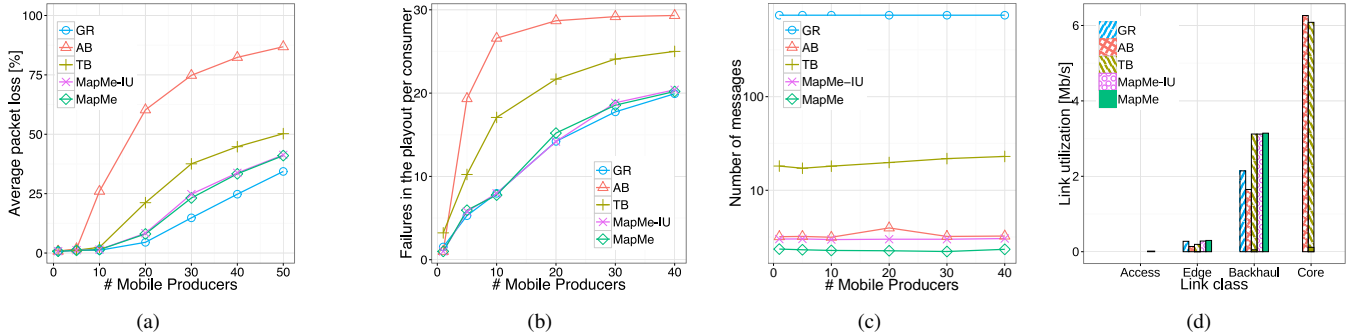 Average packet loss [%]
100
75
50
25
0
GR
AB
TB
MapMe-IU
MapMe
0 10 20 30 40 50
# Mobile Producers
(a)
Failures in the playout per consumer
30
20
10
0
GR
AB
TB
MapMe-IU
MapMe
0 10 20 30 40
# Mobile Producers
(b)
Number of messages
100
10
GR
AB
TB
MapMe−IU
MapMe
0 10 20 30 40
# Mobile Producers
(c)
Link utilization [Mb/s]
6
4
2
0
GR
AB
TB
MapMe-IU
MapMe
Access Edge Backhaul Core
Link class
(d)